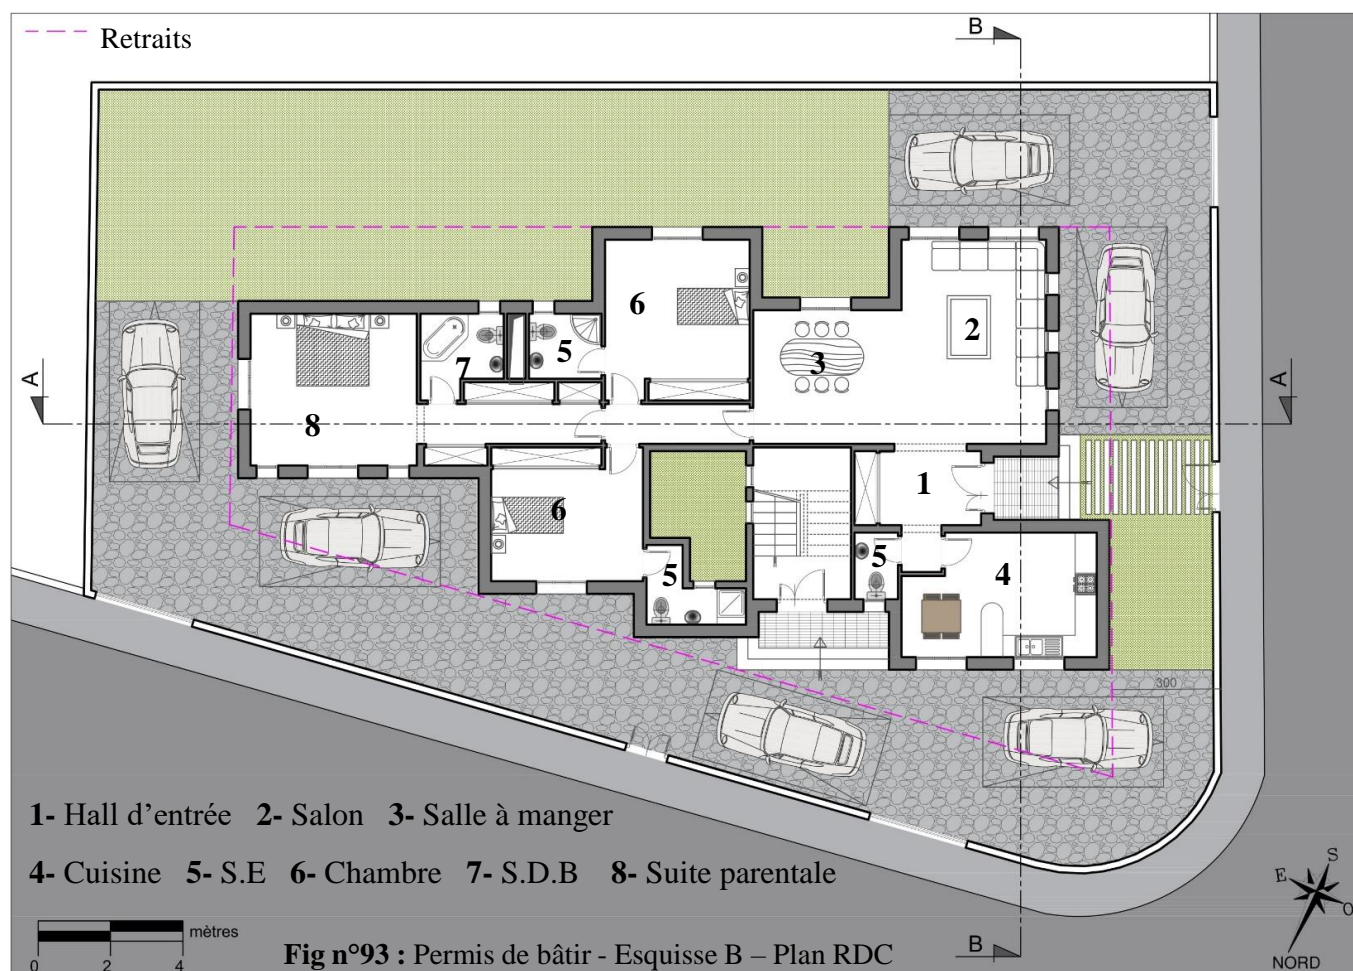 B
Retraits
6
2
5
3
7
A
A
8
1
6
5
5
4
300
1- Hall d’entrée 2- Salon 3- Salle à manger
4- Cuisine 5- S.E 6- Chambre 7- S.D.B 8- Suite parentale
S
E
O
mètres
0 2 4
Fig n°93 : Permis de bâtir - Esquisse B – Plan RDC
B
NORD